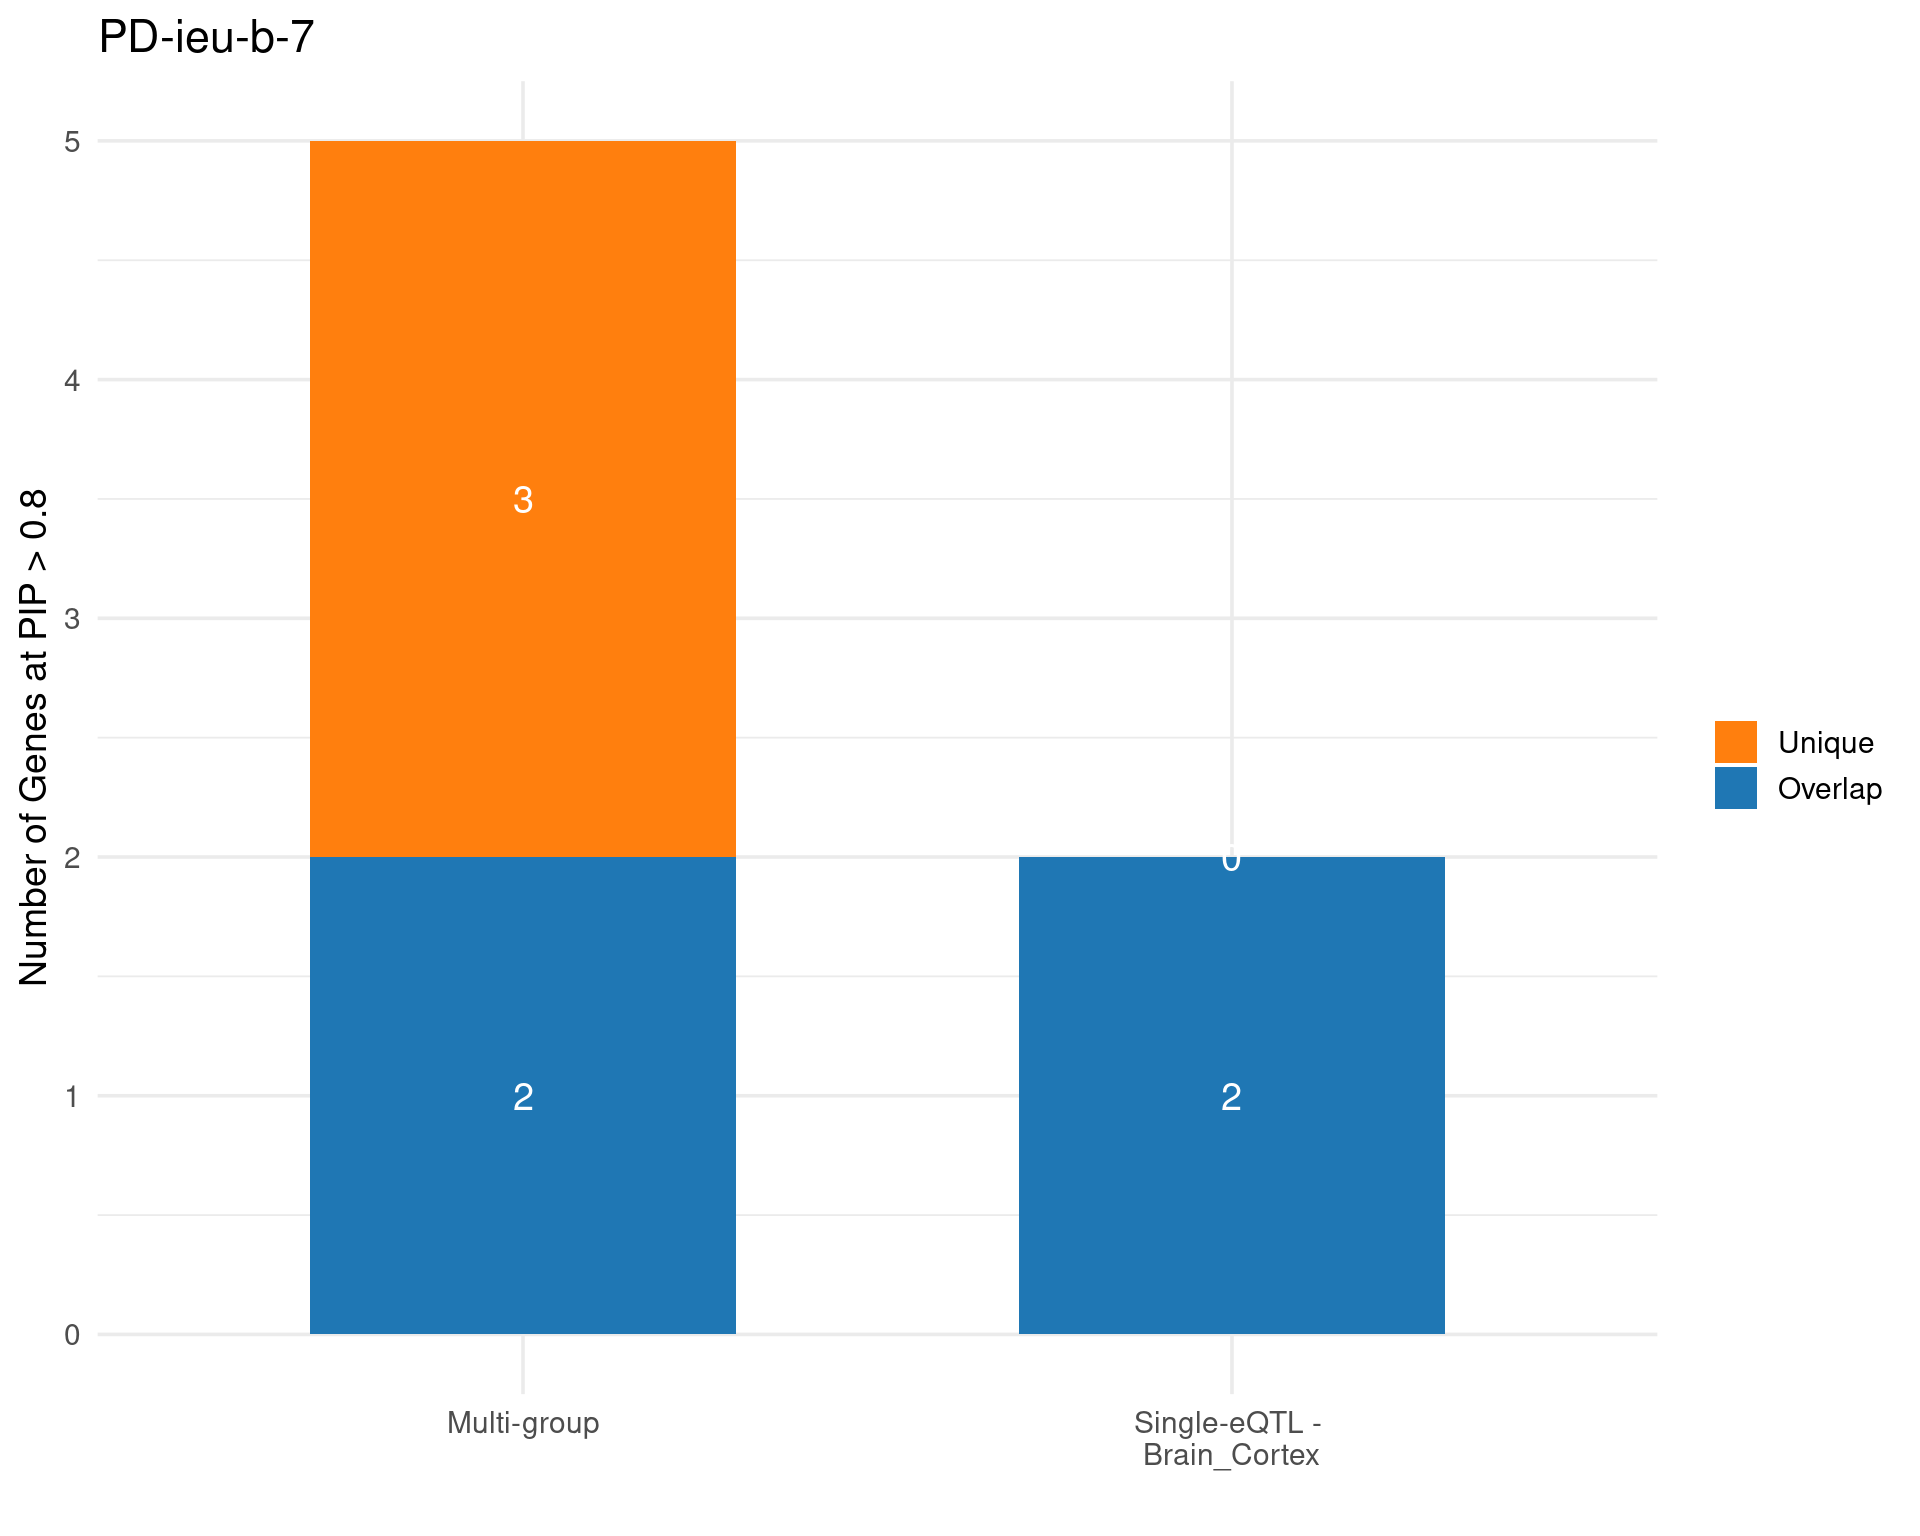 PD-ieu-b-7
Number of Genes at PIP > 0.8
5
4
3
2
1
0
3
2
0
2
Multi-group
Single-eQTL -
Brain_Cortex
Unique
Overlap